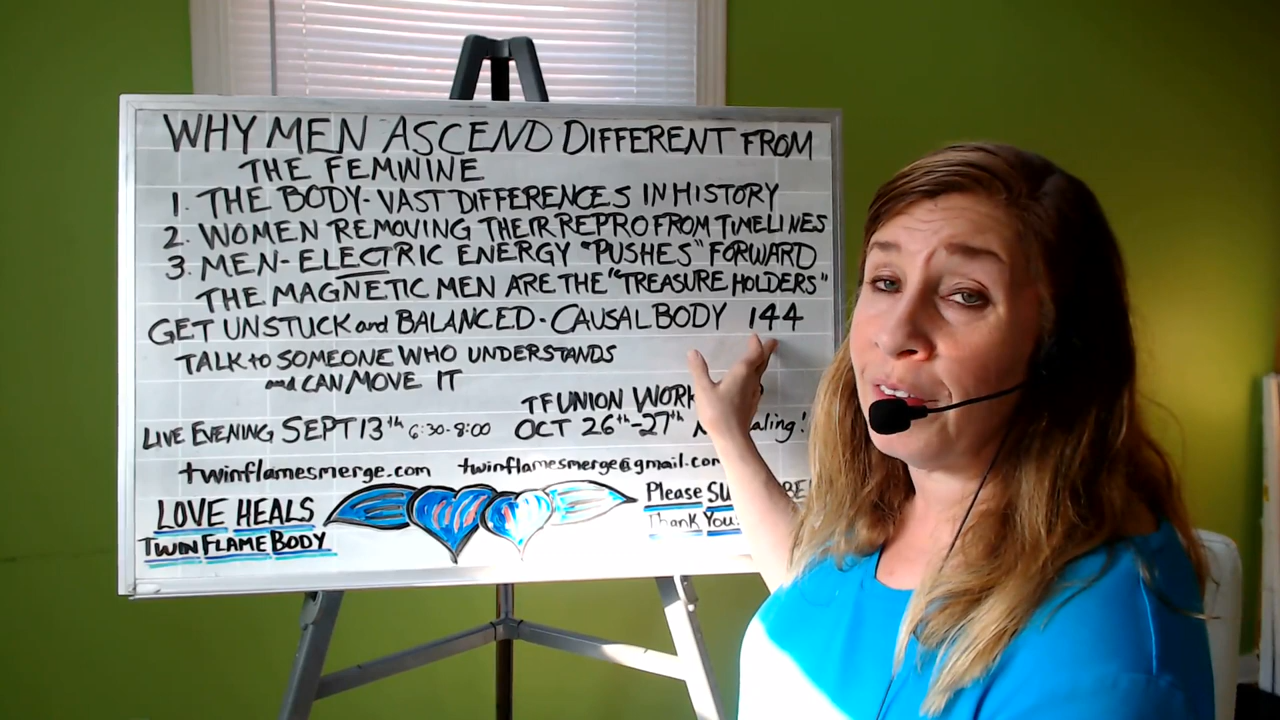 WHY MEN ASCEND DIFFERENT FROM
THE FEMININE
1. THE BODY - VAST DIFFERENCES IN HISTORY
2. WOMEN REMOVING THEIR REPRO FROM TIMELINES
3. MEN - ELECTRIC ENERGY "PUSHES" FORWARD
THE MAGNETIC MEN ARE THE "TREASURE HOLDERS"
GET UNSTUCK and BALANCED - CAUSAL BODY 144
TALK to SOMEONE WHO UNDERSTANDS
and CAN MOVE IT
TF UNION WORK
LIVE EVENING SEPT 13th 6:30-8:00 OCT 26th-27th
twinflamesmerge.com twinflamesmerge@gmail.com
LOVE HEALS
TWIN FLAME BODY
Please
Thank You!